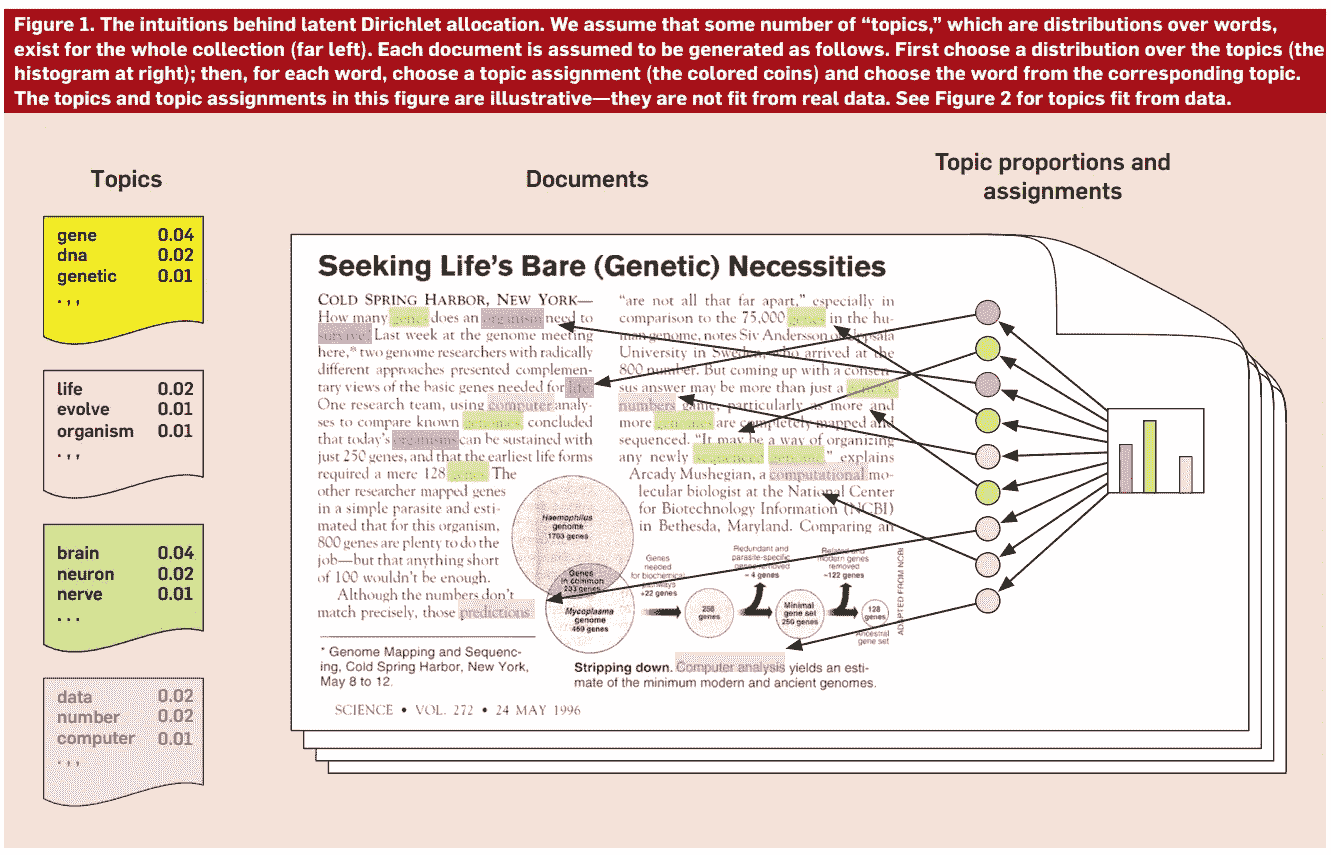 Figure 1. The intuitions behind latent Dirichlet allocation. We assume that some number of “topics,” which are distributions over words,
exist for the whole collection (far left). Each document is assumed to be generated as follows. First choose a distribution over the topics (the
histogram at right); then, for each word, choose a topic assignment (the colored coins) and choose the word from the corresponding topic.
The topics and topic assignments in this figure are illustrative—they are not fit from real data. See Figure 2 for topics fit from data.
Topics
gene 0.04
dna 0.02
genetic 0.01
. , ,
life 0.02
evolve 0.01
organism 0.01
. , ,
brain 0.04
neuron 0.02
nerve 0.01
...
data 0.02
number 0.02
computer 0.01
. , ,
Documents
Seeking Life’s Bare (Genetic) Necessities
COLD SPRING HARBOR, NEW YORK—
How many genes does an organism need to
survive? Last week at the genome meeting
here,* two genome researchers with radically
different approaches presented complemen-
tary views of the basic genes needed for life.
One research team, using computer analy-
ses to compare known genomes, concluded
that today’s organisms can be sustained with
just 250 genes, and that the earliest life forms
required a mere 128 genes. The
other researcher mapped genes
in a simple parasite and esti-
mated that for this organism,
800 genes are plenty to do the
job—but that anything short
of 100 wouldn’t be enough.
Although the numbers don’t
match precisely, those predictions
* Genome Mapping and Sequenc-
ing, Cold Spring Harbor, New York,
May 8 to 12.
“are not all that far apart,” especially in
comparison to the 75,000 genes in the hu-
man genome, notes Siv Andersson of Uppsala
University in Sweden, who arrived at the
800 number. But coming up with a consen-
sus answer may be more than just a genetic
numbers game, particularly as more and
more genomes are completely mapped and
sequenced. “It may be a way of organizing
any newly sequenced genome,” explains
Arcady Mushegian, a computational mo-
lecular biologist at the National Center
for Biotechnology Information (NCBI)
in Bethesda, Maryland. Comparing an
Haemophilus
genome
1703 genes
Genes
in common
233 genes
Mycoplasma
genome
469 genes
Genes
needed
for biochemical
pathways
+22 genes
256
genes
Redundant and
parasite-specific
genes removed
– 4 genes
Minimal
gene set
250 genes
Related and
modern genes
removed
–122 genes
128
genes
Ancestral
gene set
ADAPTED FROM NCBI
Stripping down. Computer analysis yields an esti-
mate of the minimum modern and ancient genomes.
SCIENCE • VOL. 272 • 24 MAY 1996
Topic proportions and
assignments